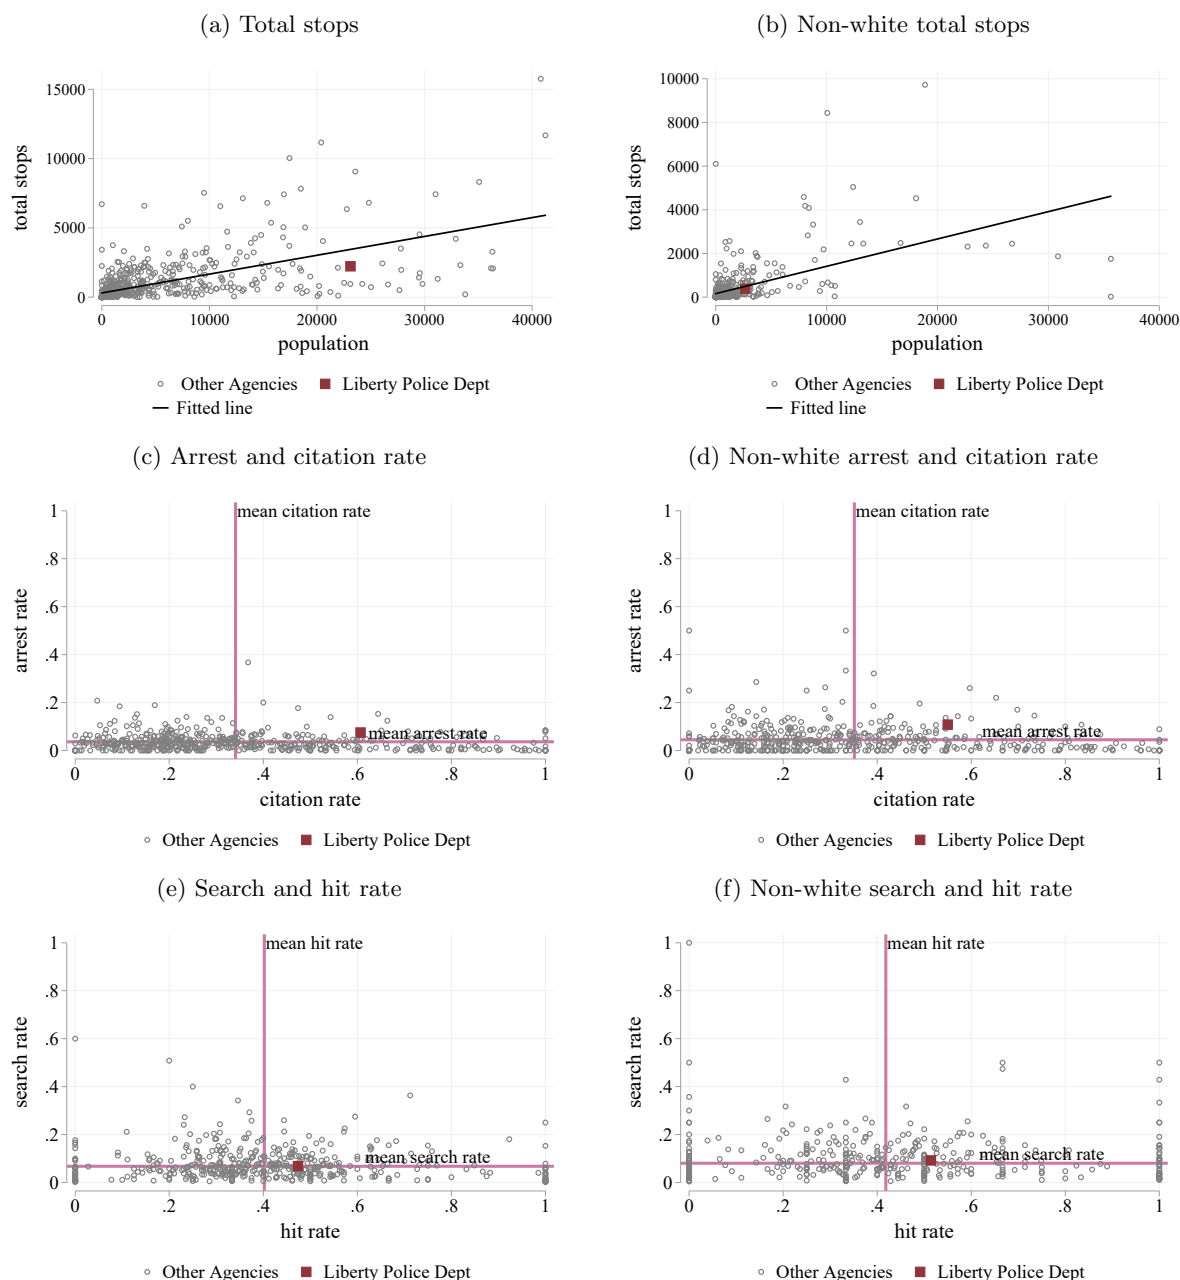 (a) Total stops
15000
10000
5000
0
total stops
0 10000 20000 30000 40000
population
Other Agencies Liberty Police Dept
Fitted line
(b) Non-white total stops
10000
8000
6000
4000
2000
0
total stops
0 10000 20000 30000 40000
population
Other Agencies Liberty Police Dept
Fitted line
(c) Arrest and citation rate
mean citation rate
1
.8
.6
.4
.2
0
arrest rate
mean arrest rate
0 .2 .4 .6 .8 1
citation rate
Other Agencies Liberty Police Dept
(d) Non-white arrest and citation rate
mean citation rate
1
.8
.6
.4
.2
0
arrest rate
mean arrest rate
0 .2 .4 .6 .8 1
citation rate
Other Agencies Liberty Police Dept
(e) Search and hit rate
mean hit rate
1
.8
.6
.4
.2
0
search rate
mean search rate
0 .2 .4 .6 .8 1
hit rate
Other Agencies Liberty Police Dept
(f) Non-white search and hit rate
mean hit rate
1
.8
.6
.4
.2
0
search rate
mean search rate
0 .2 .4 .6 .8 1
hit rate
Other Agencies Liberty Police Dept